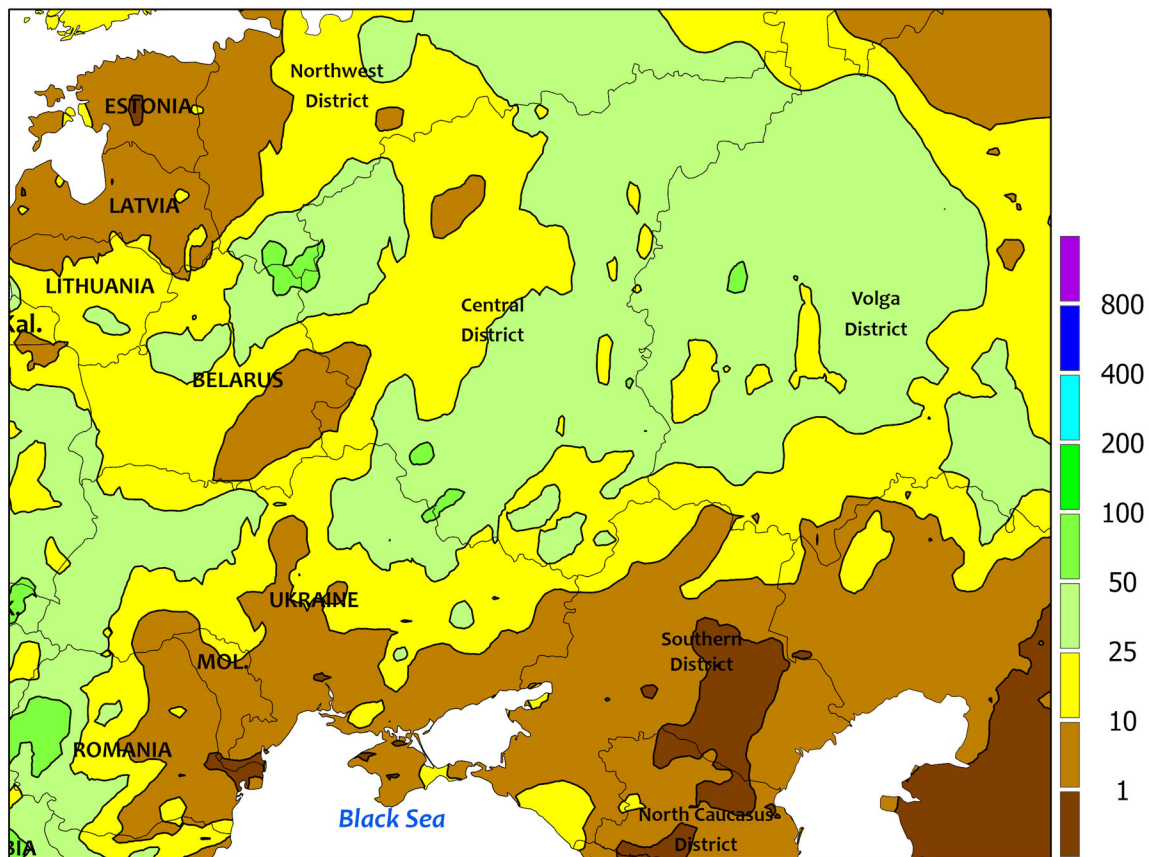 Northwest
District
ESTONIA
LATVIA
LITHUANIA
Kal.
Central
District
Volga
District
BELARUS
UKRAINE
MOL.
Southern
District
ROMANIA
Black Sea
North Caucasus
District
BIA
800
400
200
100
50
25
10
1